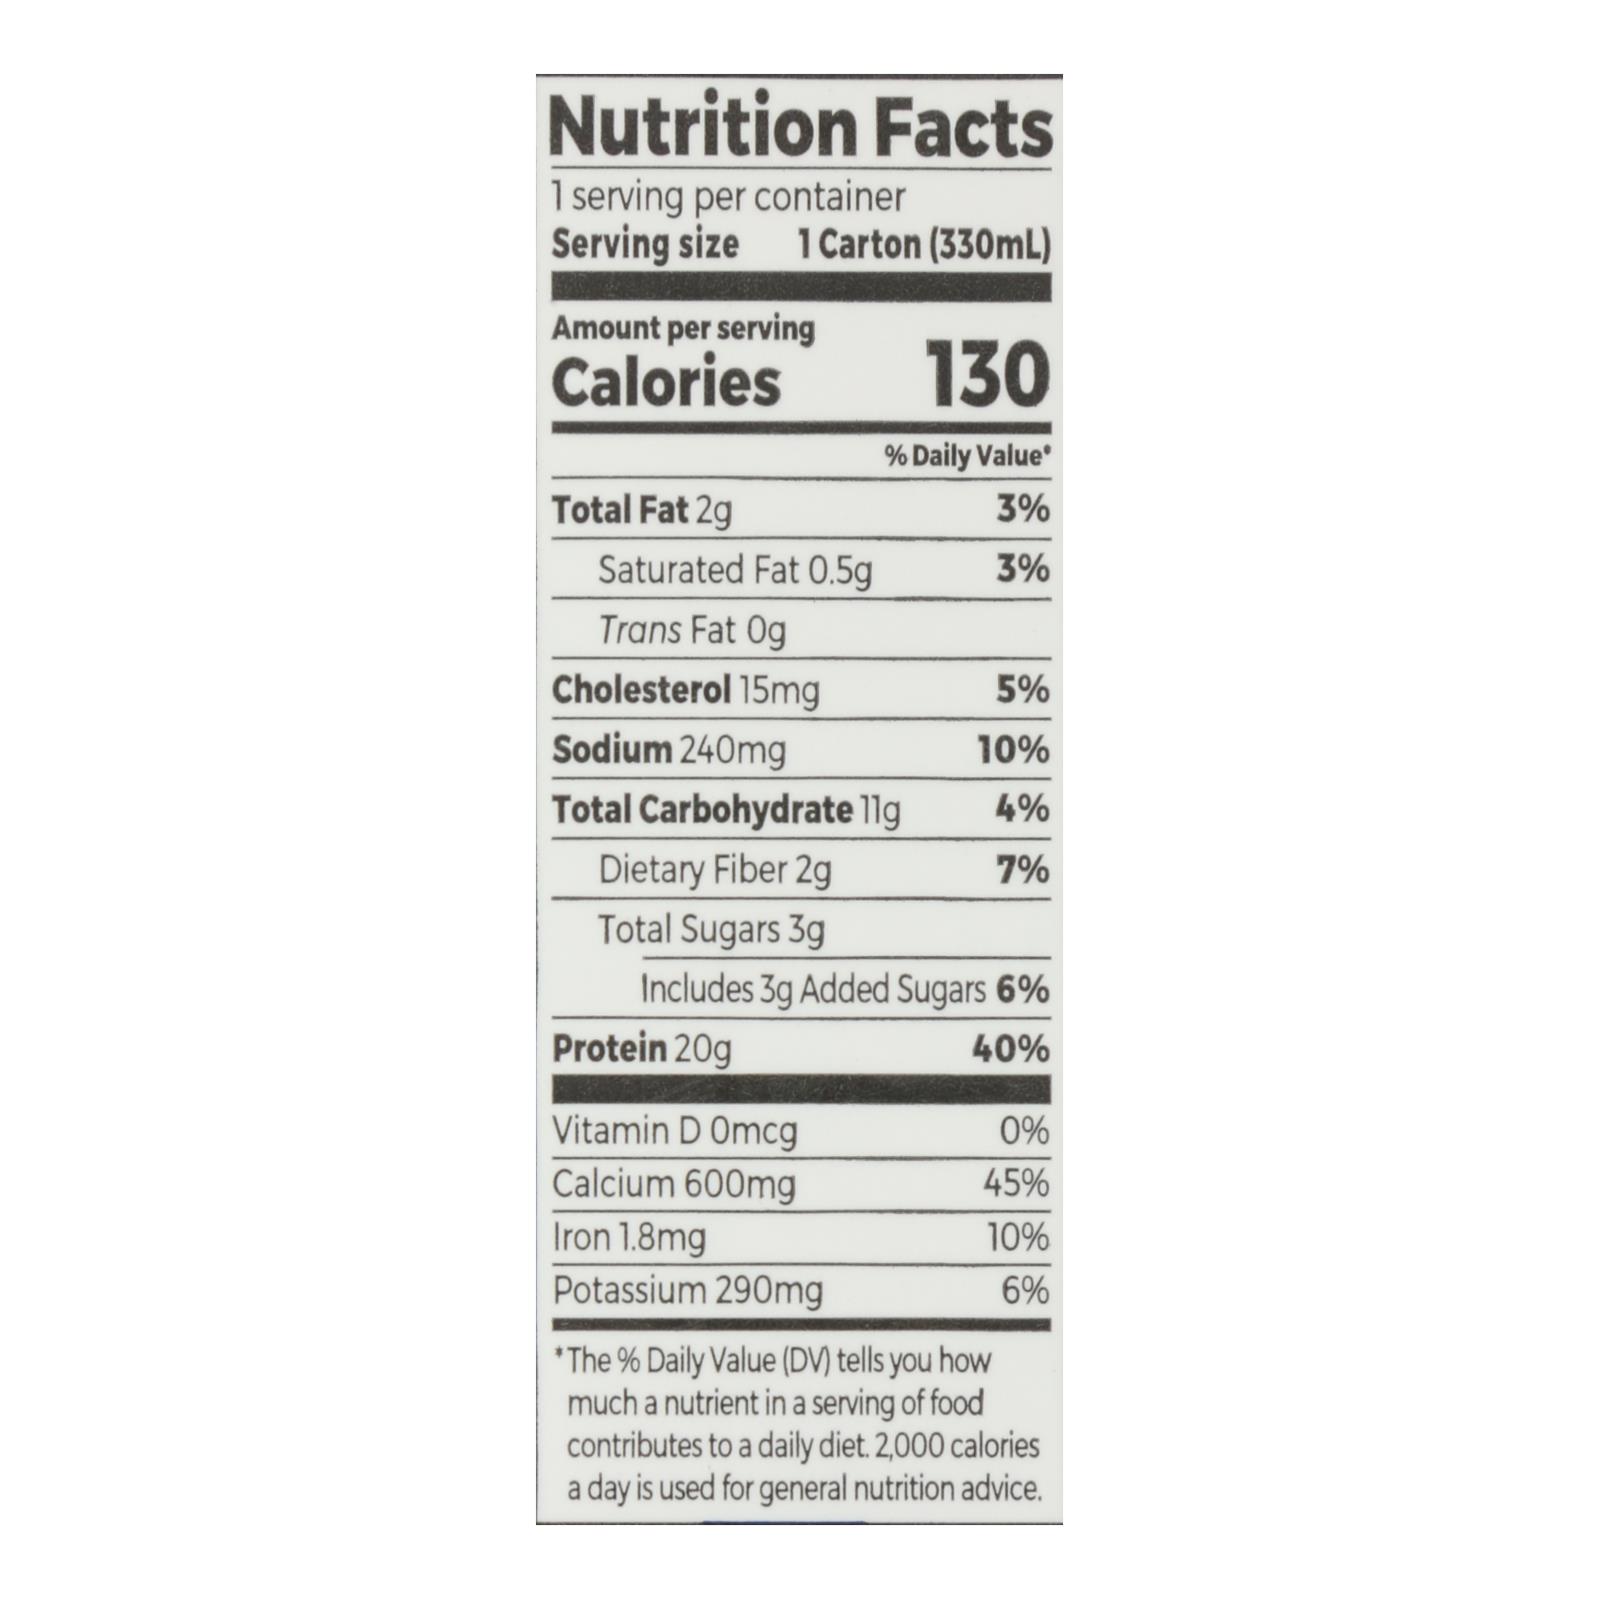 Nutrition Facts
1 serving per container
Serving size 1 Carton (330mL)
Amount per serving
Calories 130
% Daily Value*
Total Fat 2g 3%
Saturated Fat 0.5g 3%
Trans Fat 0g
Cholesterol 15mg 5%
Sodium 240mg 10%
Total Carbohydrate 11g 4%
Dietary Fiber 2g 7%
Total Sugars 3g
Includes 3g Added Sugars 6%
Protein 20g 40%
Vitamin D 0mcg 0%
Calcium 600mg 45%
Iron 1.8mg 10%
Potassium 290mg 6%
*The % Daily Value (DV) tells you how
much a nutrient in a serving of food
contributes to a daily diet. 2,000 calories
a day is used for general nutrition advice.